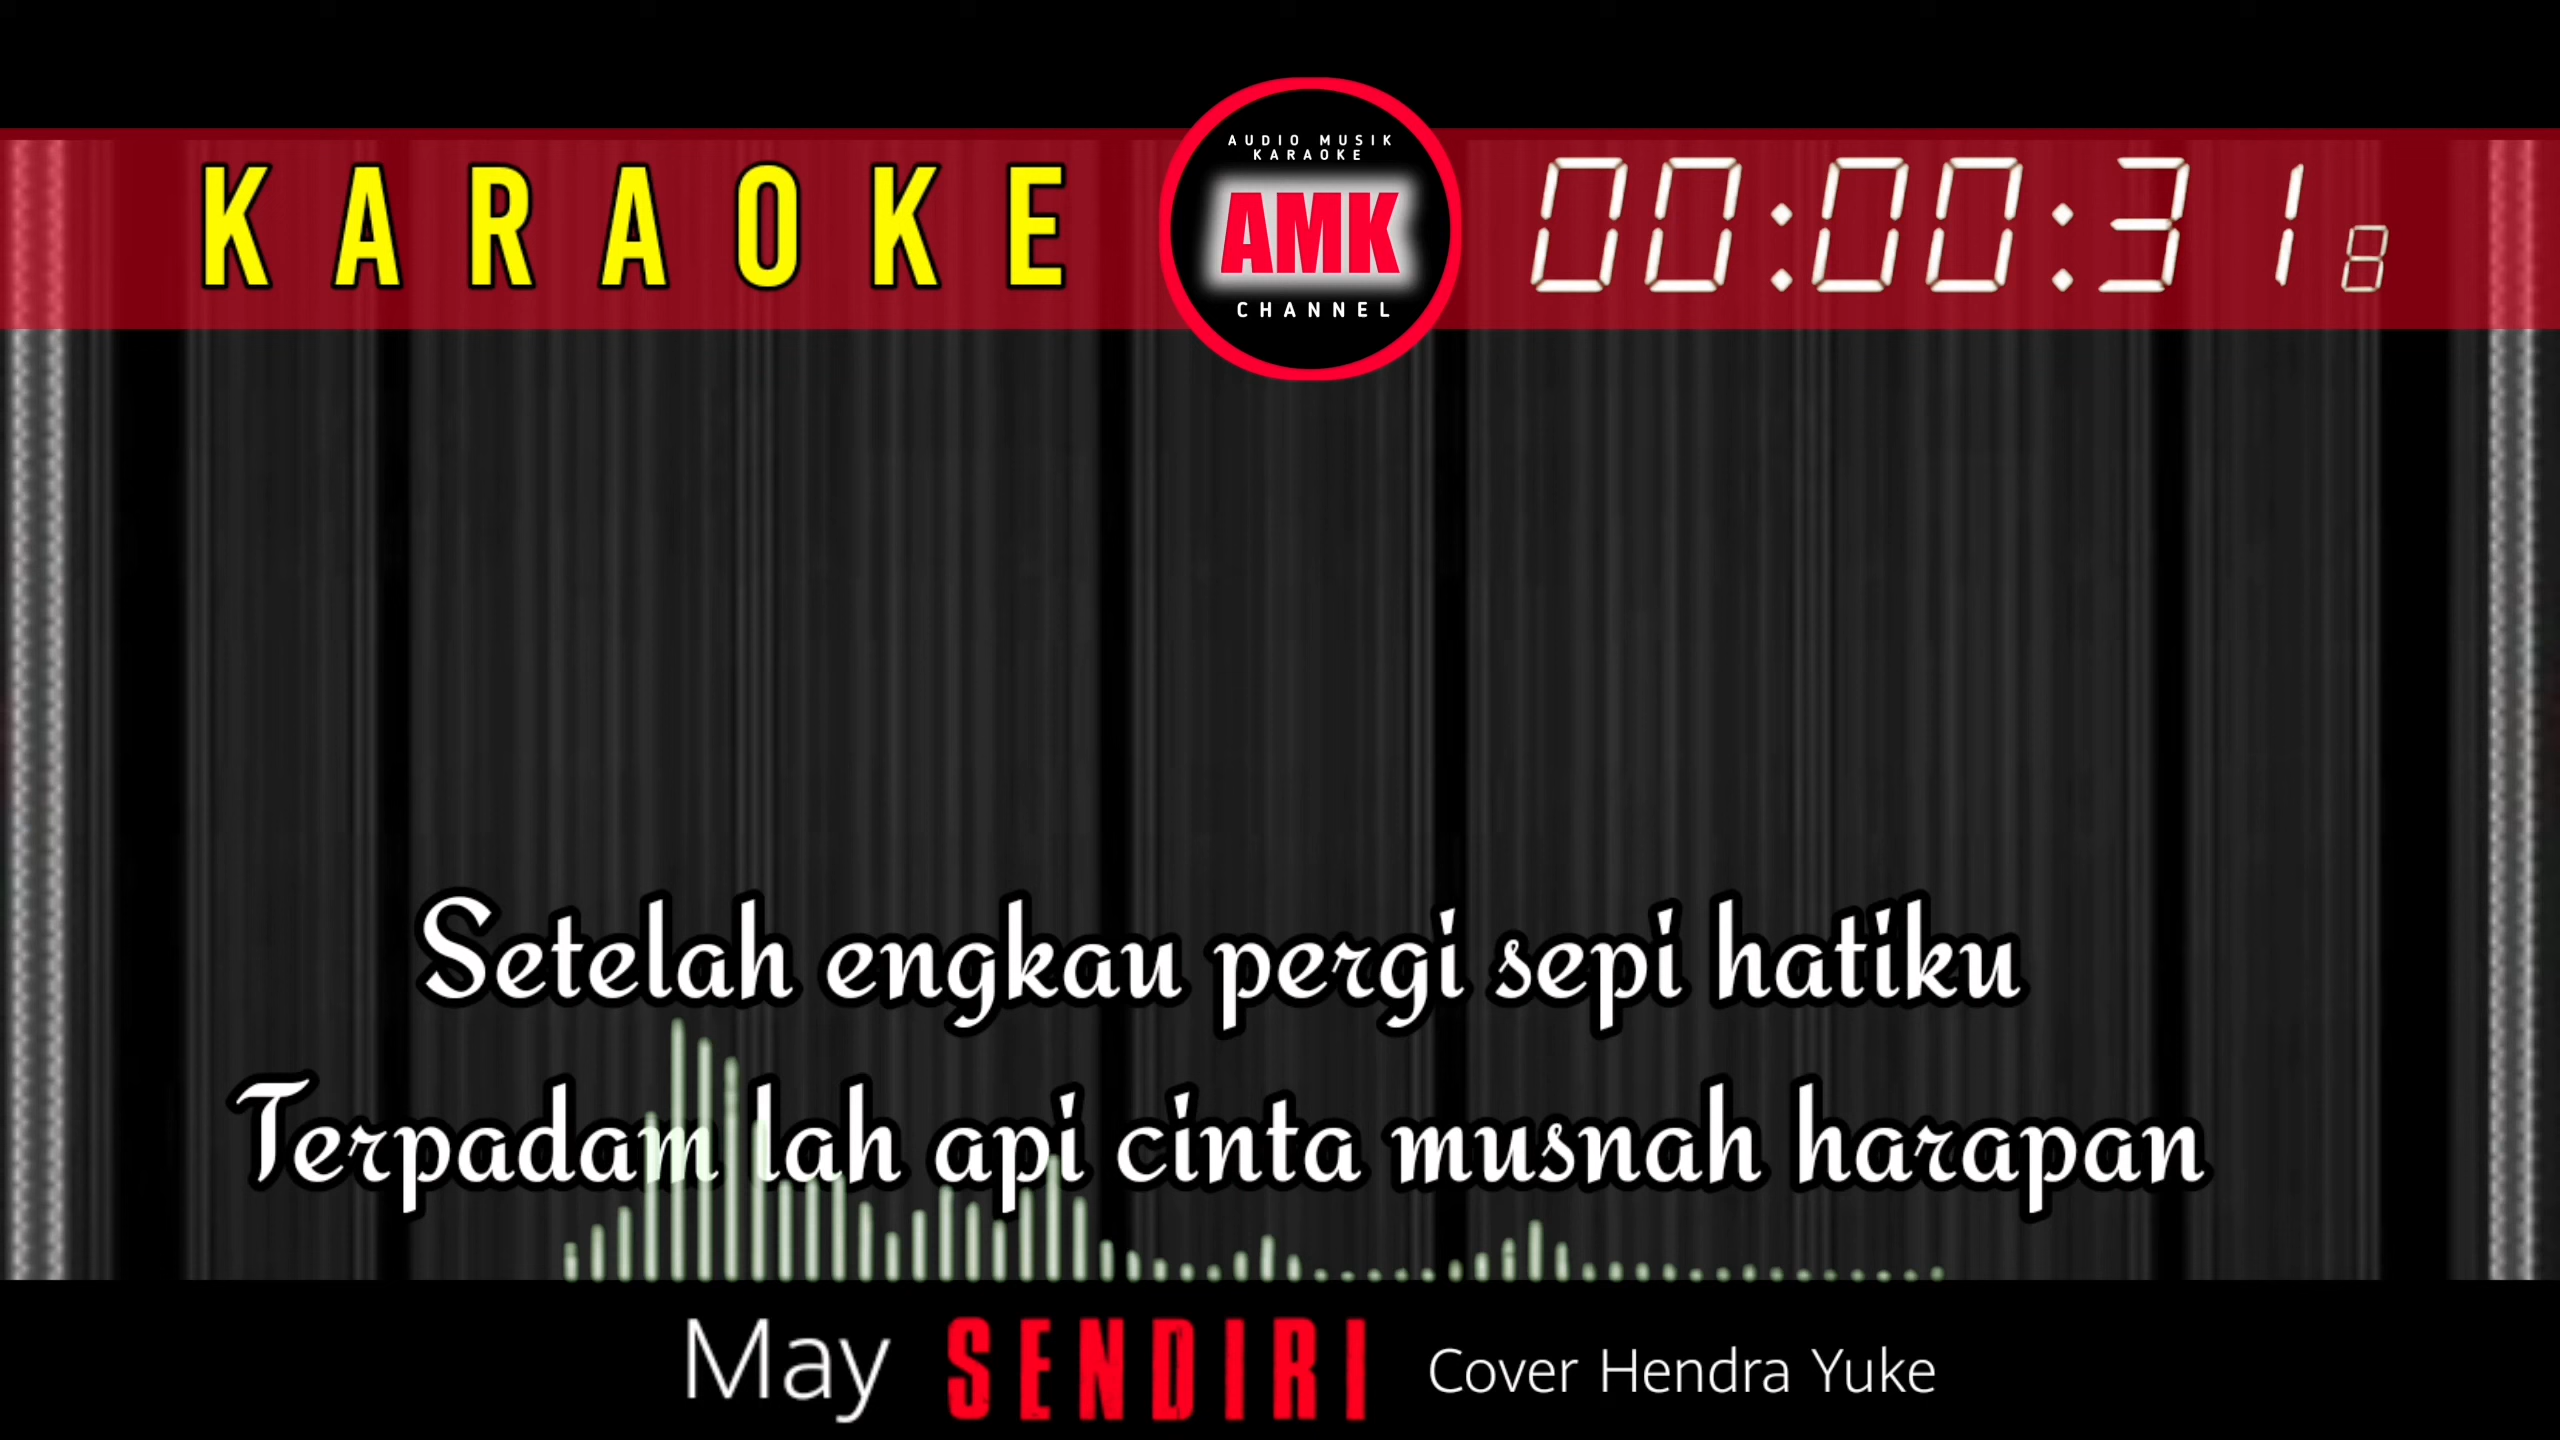 KARAOKE
AUDIO MUSIK
KARAOKE
AMK
CHANNEL
00:00:31 8
Setelah engkau pergi sepi hatiku
Terpadam lah api cinta musnah harapan
May SENDIRI Cover Hendra Yuke